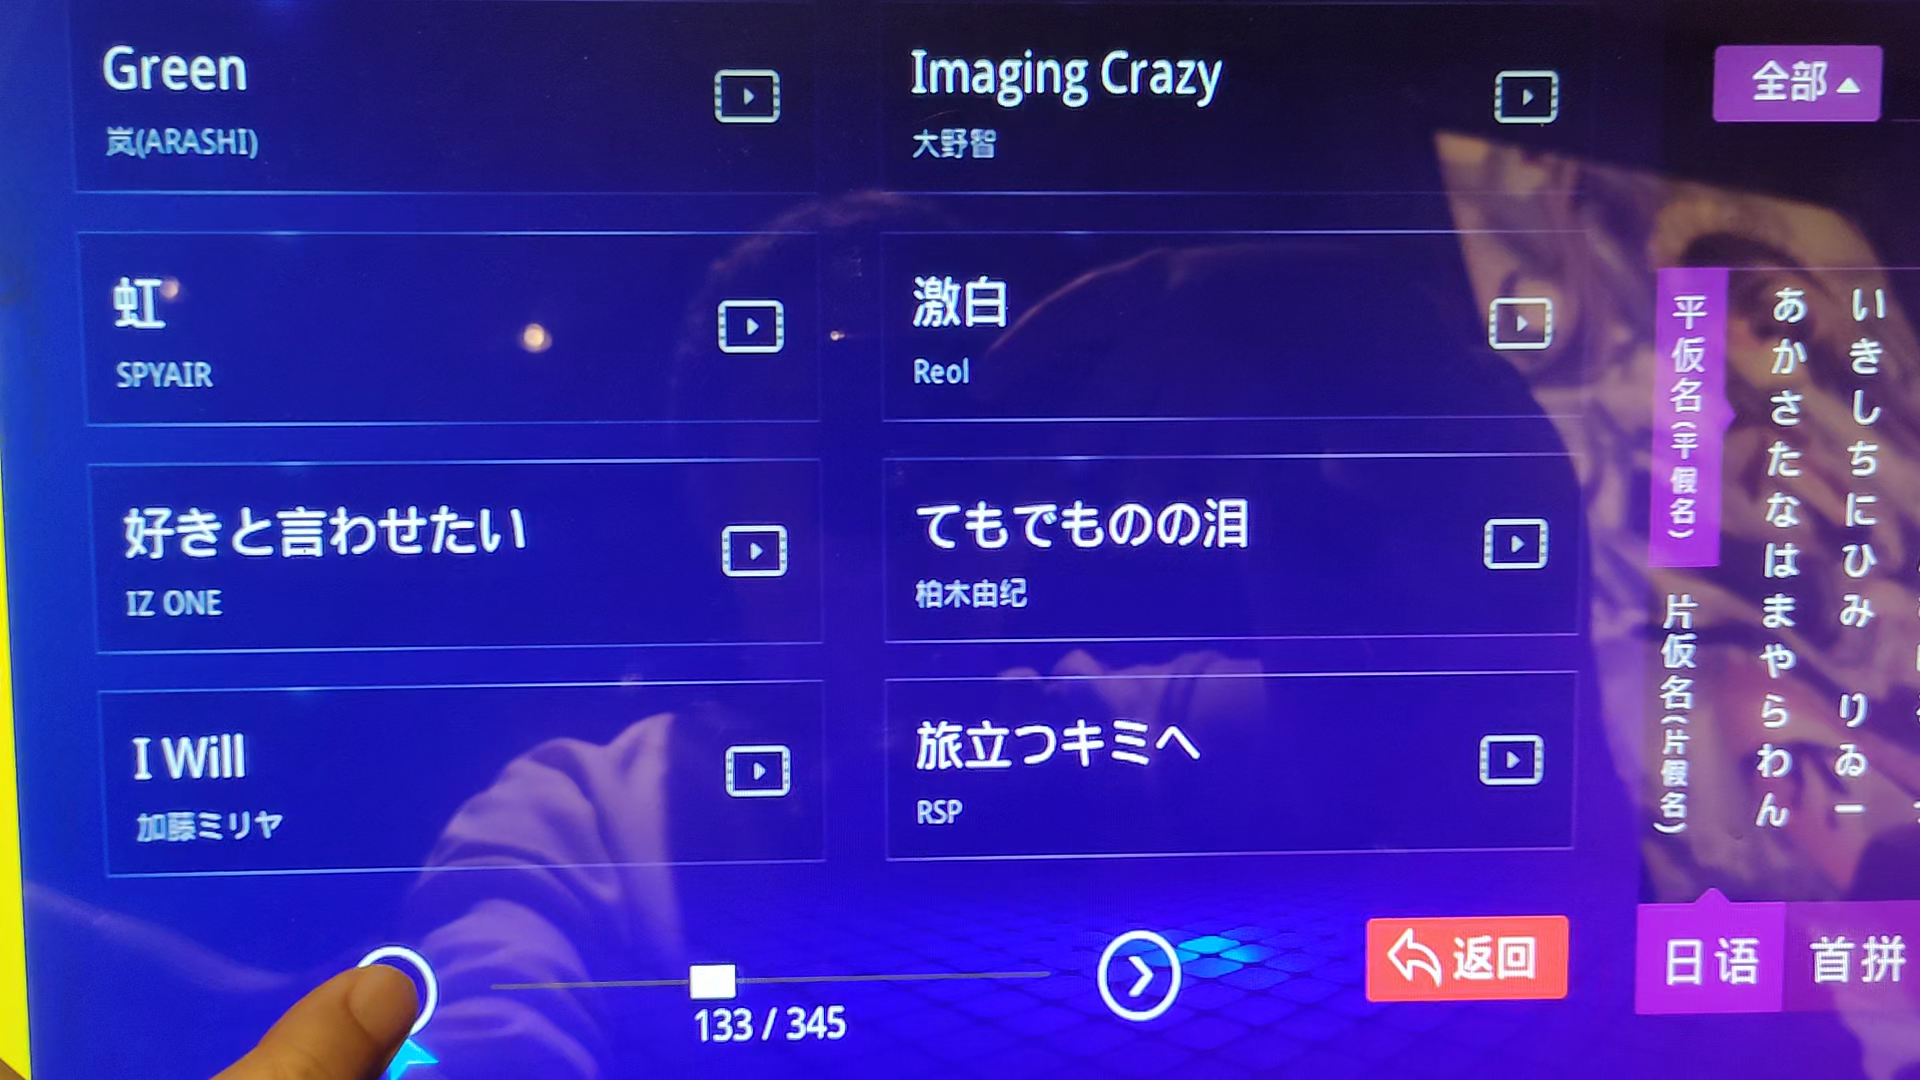 Green
岚(ARASHI)
Imaging Crazy
大野智
虹
SPYAIR
激白
Reol
好きと言わせたい
IZ ONE
てもでもの​の泪
柏木由纪
I Will
加藤ミリヤ
旅立つキミへ
RSP
133 / 345
返回
全部
平仮名(平假名)
片仮名(片假名)
あかさたなはまやらわん
いきしちにひみ りゐー
日语
首拼